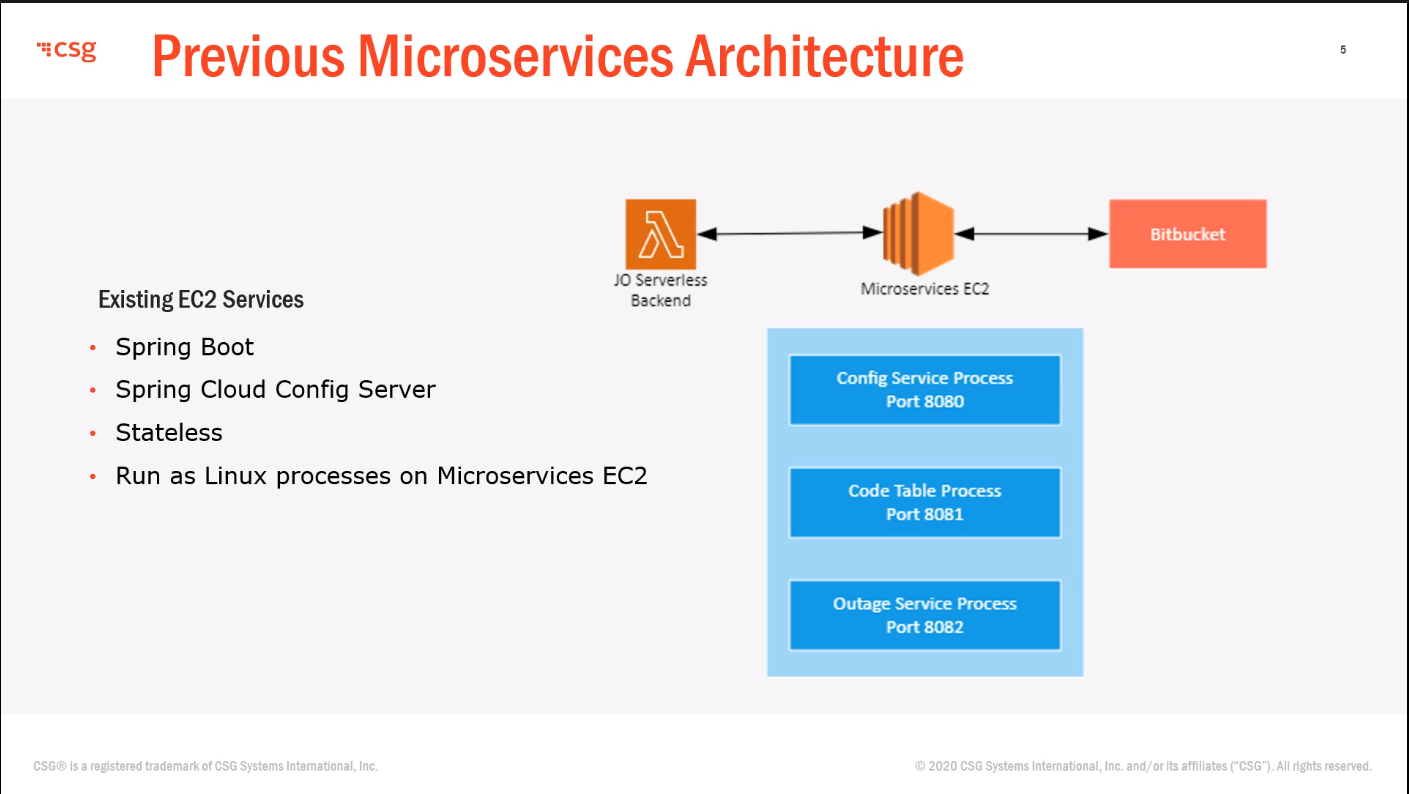 csg
Previous Microservices Architecture
5
Existing EC2 Services
• Spring Boot
• Spring Cloud Config Server
• Stateless
• Run as Linux processes on Microservices EC2
JO Serverless
Backend
Microservices EC2
Bitbucket
Config Service Process
Port 8080
Code Table Process
Port 8081
Outage Service Process
Port 8082
CSG® is a registered trademark of CSG Systems International, Inc.
© 2020 CSG Systems International, Inc. and/or its affiliates (“CSG”). All rights reserved.